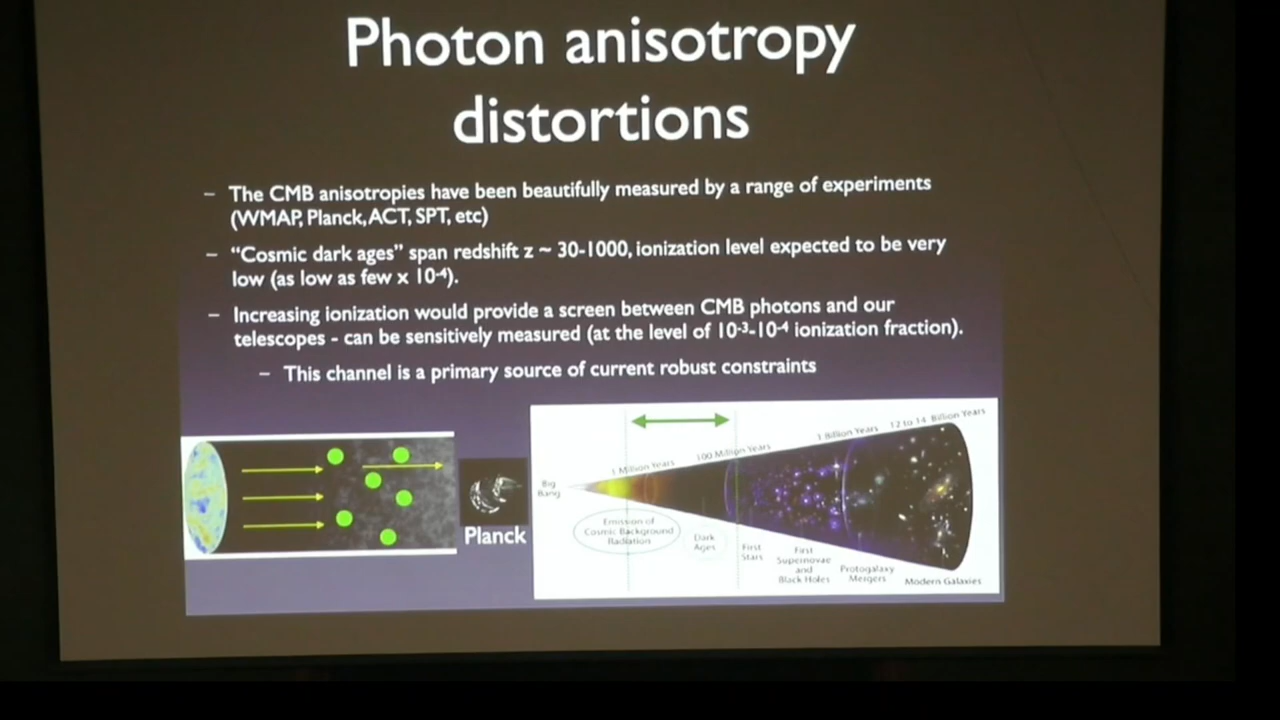 Photon anisotropy
distortions
– The CMB anisotropies have been beautifully measured by a range of experiments
(WMAP, Planck, ACT, SPT, etc)
– “Cosmic dark ages” span redshift z ~ 30-1000, ionization level expected to be very
low (as low as few x 10⁻⁴).
– Increasing ionization would provide a screen between CMB photons and our
telescopes - can be sensitively measured (at the level of 10⁻³-10⁻⁴ ionization fraction).
– This channel is a primary source of current robust constraints
Planck
1 Million Years
100 Million Years
1 Billion Years
12 to 14 Billion Years
Big
Bang
Emission of
Cosmic Background
Radiation
Dark
Ages
First
Stars
First
Supernovae
and
Black Holes
Protogalaxy
Mergers
Modern Galaxies